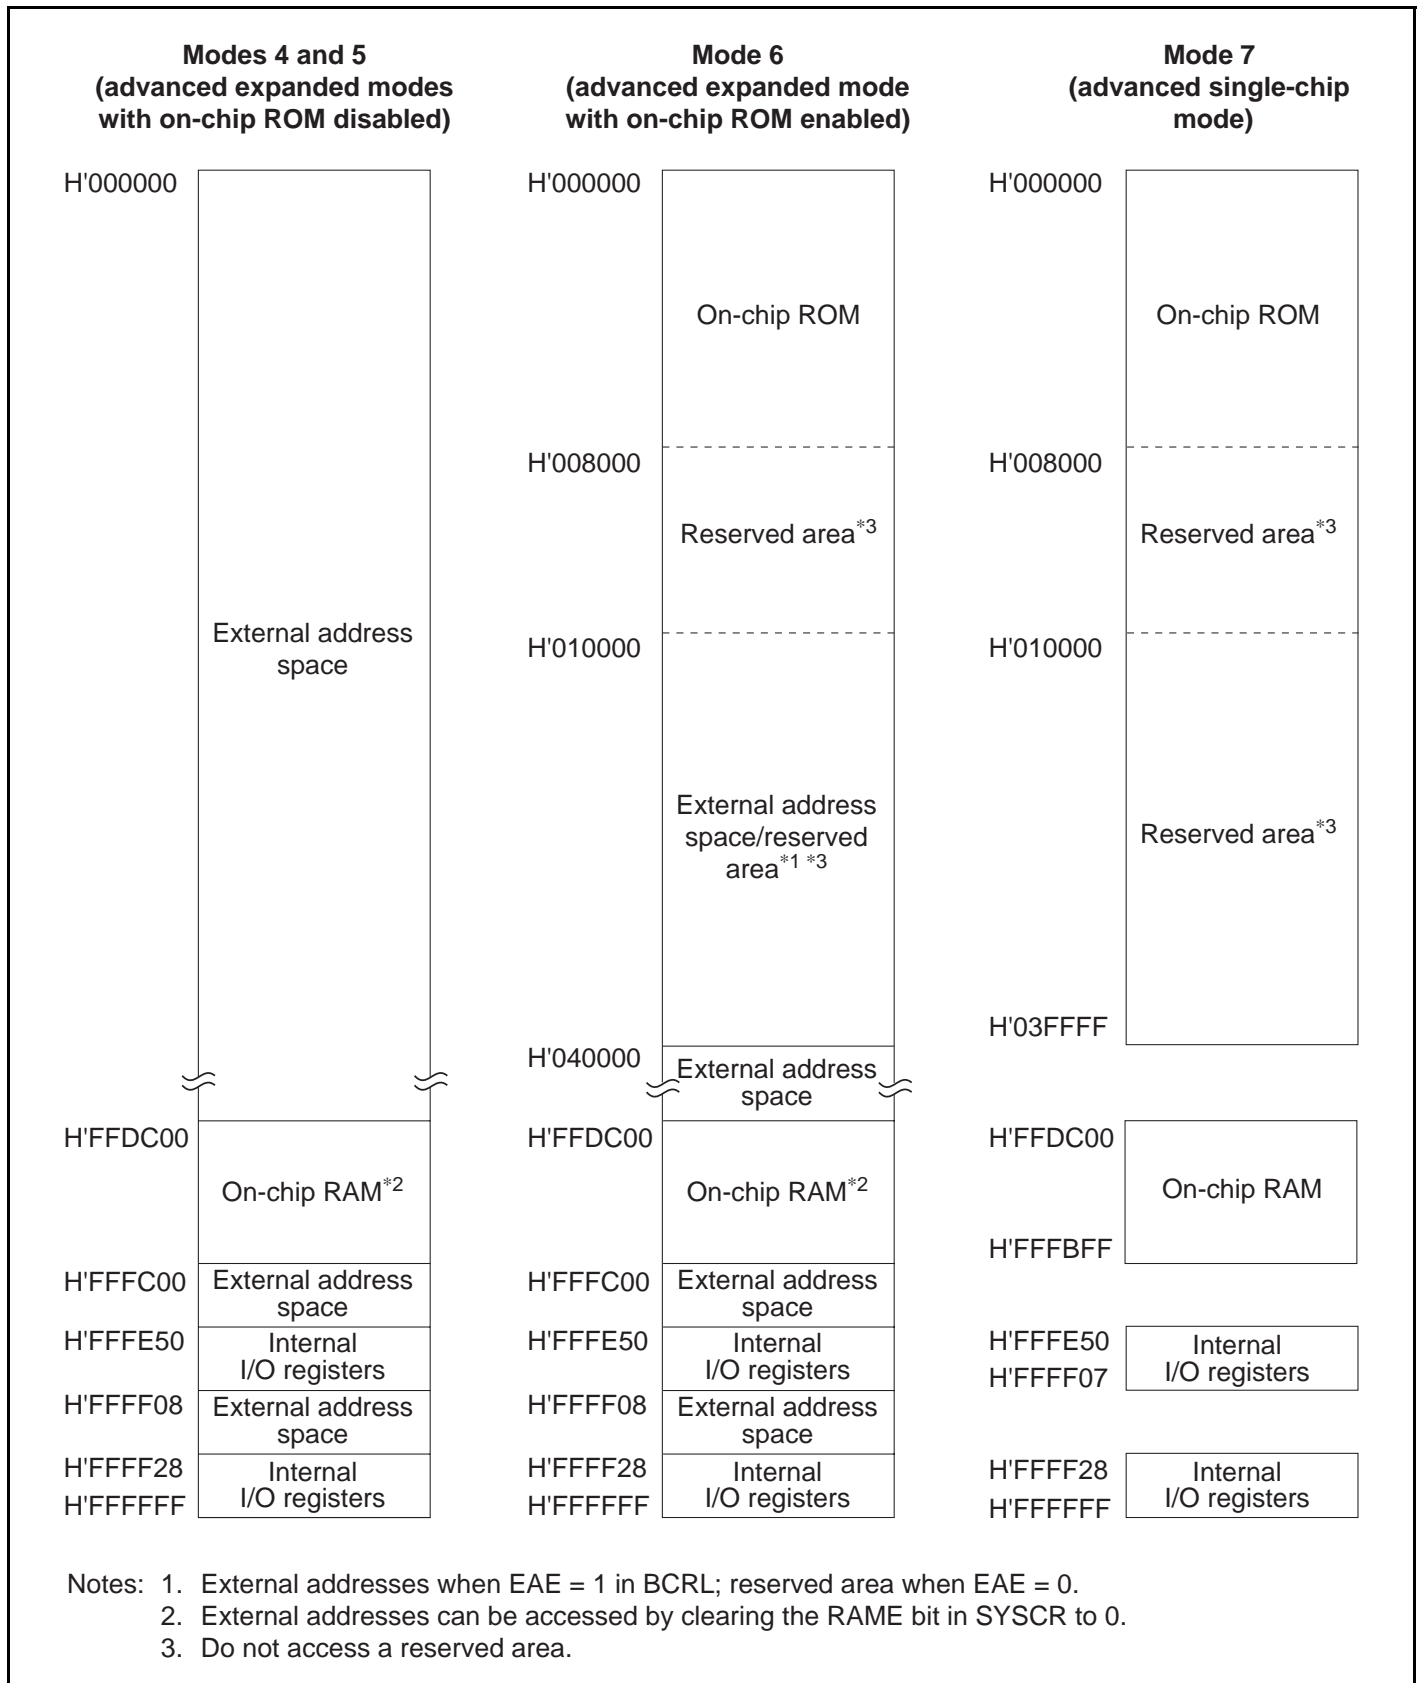 Modes 4 and 5
(advanced expanded modes
with on-chip ROM disabled)
H'000000
External address
space
H'FFDC00
On-chip RAM*2
H'FFFC00
External address
space
H'FFFE50
Internal
I/O registers
H'FFFF08
External address
space
H'FFFF28
Internal
I/O registers
H'FFFFFF
Mode 6
(advanced expanded mode
with on-chip ROM enabled)
H'000000
On-chip ROM
H'008000
Reserved area*3
H'010000
External address
space/reserved
area*1 *3
H'040000
External address
space
H'FFDC00
On-chip RAM*2
H'FFFC00
External address
space
H'FFFE50
Internal
I/O registers
H'FFFF08
External address
space
H'FFFF28
Internal
I/O registers
H'FFFFFF
Mode 7
(advanced single-chip
mode)
H'000000
On-chip ROM
H'008000
Reserved area*3
H'010000
Reserved area*3
H'03FFFF
H'FFDC00
On-chip RAM
H'FFFBFF
H'FFFE50
Internal
I/O registers
H'FFFF07
H'FFFF28
Internal
I/O registers
H'FFFFFF
Notes: 1. External addresses when EAE = 1 in BCRL; reserved area when EAE = 0.
2. External addresses can be accessed by clearing the RAME bit in SYSCR to 0.
3. Do not access a reserved area.